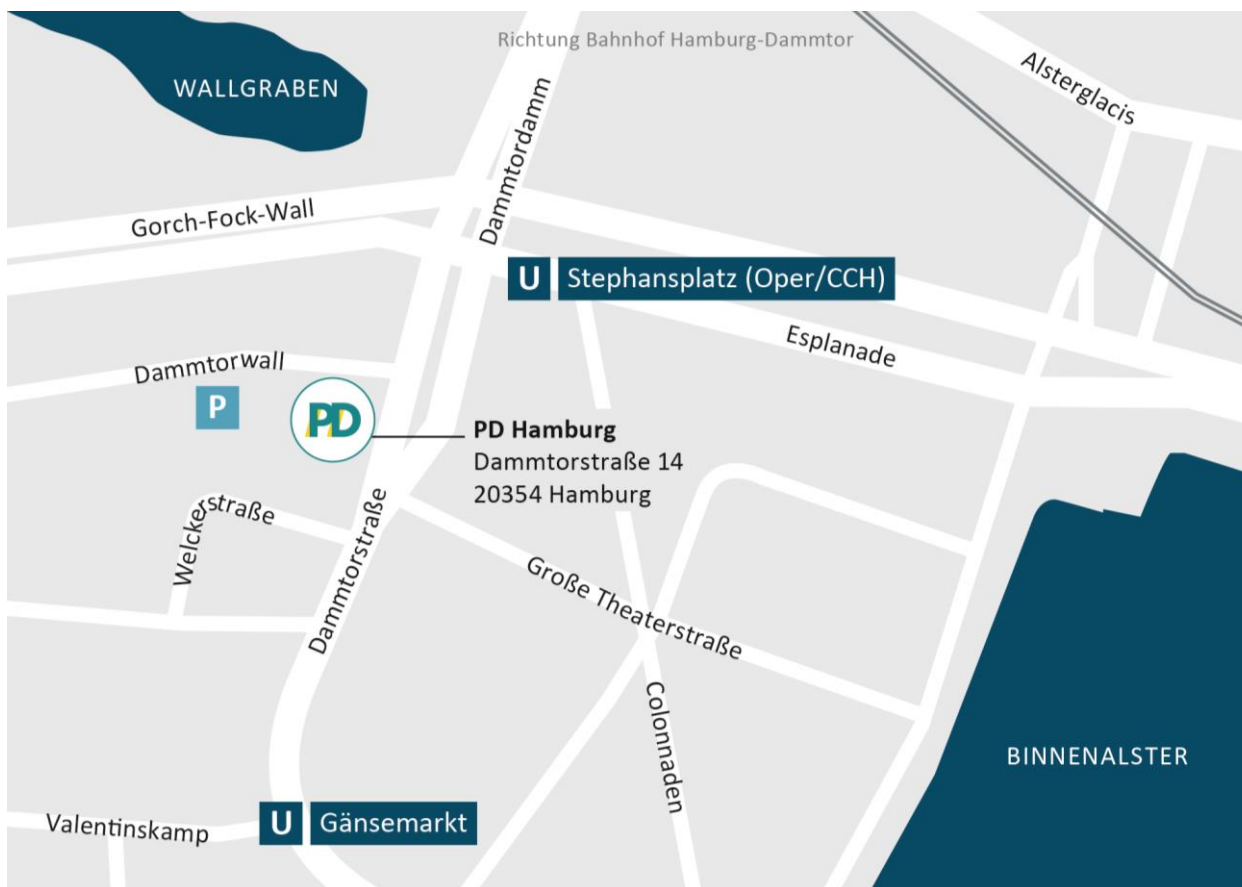 Richtung Bahnhof Hamburg-Dammtor
WALLGRABEN
Alsterglacis
Dammtordamm
Gorch-Fock-Wall
U Stephansplatz (Oper/CCH)
Esplanade
Dammtorwall
P
PD
PD Hamburg
Dammtorstraße 14
20354 Hamburg
Welckerstraße
Dammtorstraße
Große Theaterstraße
Colonnaden
BINNENALSTER
U Gänsemarkt
Valentinskamp